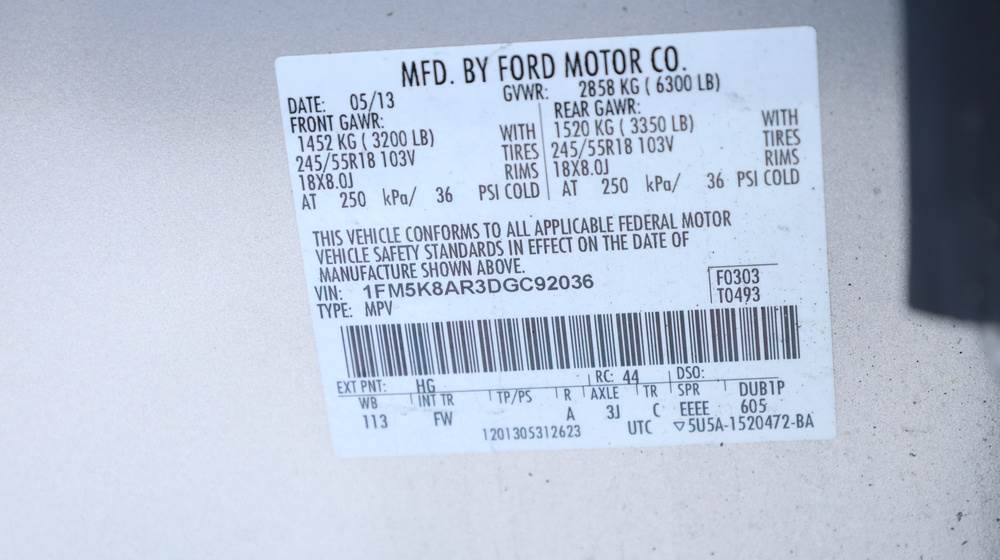 MFD. BY FORD MOTOR CO.
DATE: 05/13 GVWR: 2858 KG ( 6300 LB)
FRONT GAWR: REAR GAWR:
1452 KG ( 3200 LB) WITH 1520 KG ( 3350 LB) WITH
245/55R18 103V TIRES 245/55R18 103V TIRES
18X8.0J RIMS 18X8.0J RIMS
AT 250 kPa/ 36 PSI COLD AT 250 kPa/ 36 PSI COLD
THIS VEHICLE CONFORMS TO ALL APPLICABLE FEDERAL MOTOR
VEHICLE SAFETY STANDARDS IN EFFECT ON THE DATE OF
MANUFACTURE SHOWN ABOVE.
VIN: 1FM5K8AR3DGC92036 F0303
TYPE: MPV T0493
EXT PNT: HG RC: 44 DSO:
WB INT TR TP/PS R AXLE TR SPR DUB1P
113 FW A 3J C EEEE 605
1201305312623 UTC ▽5U5A-1520472-BA